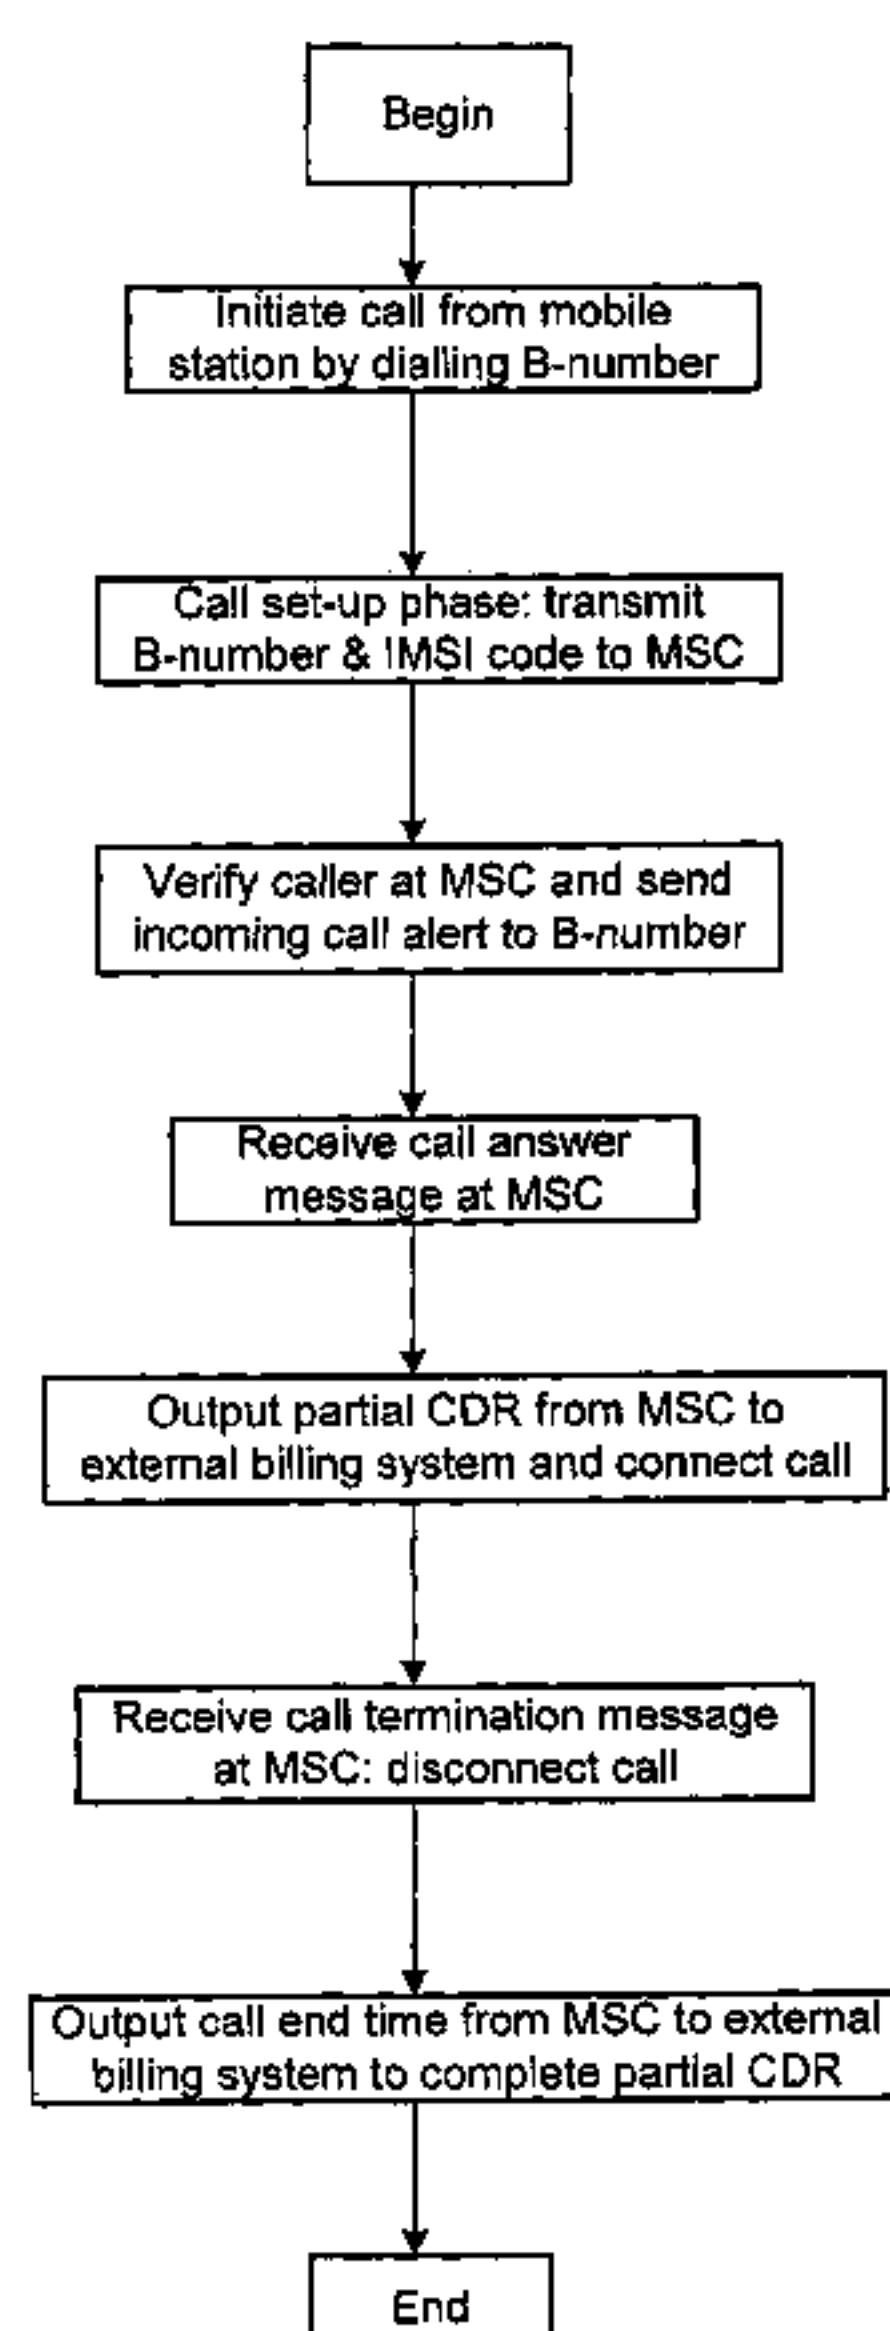 Begin
Initiate call from mobile
station by dialling B-number
Call set-up phase: transmit
B-number & IMSI code to MSC
Verify caller at MSC and send
incoming call alert to B-number
Receive call answer
message at MSC
Output partial CDR from MSC to
external billing system and connect call
Receive call termination message
at MSC: disconnect call
Output call end time from MSC to external
billing system to complete partial CDR
End